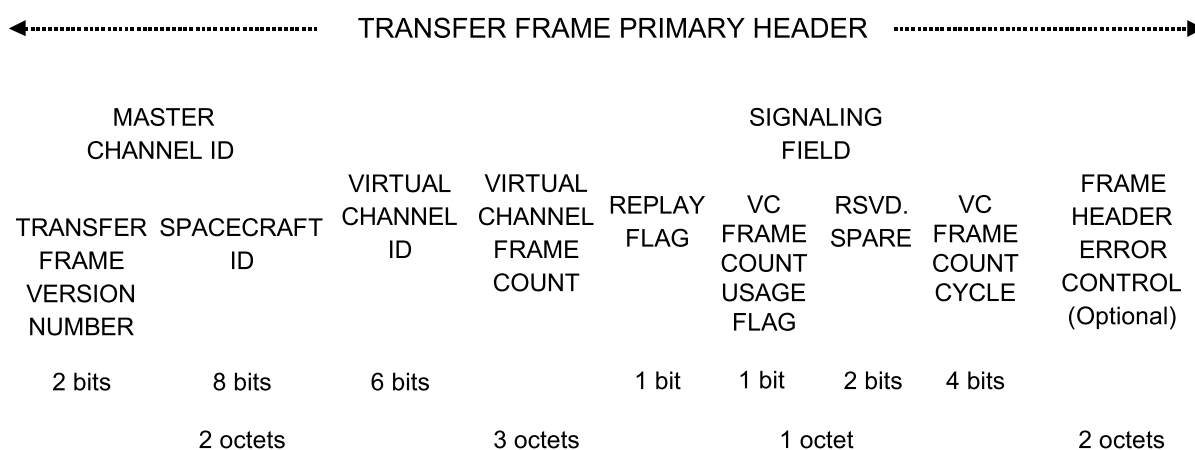 TRANSFER FRAME PRIMARY HEADER
MASTER
CHANNEL ID
SIGNALING
FIELD
TRANSFER
FRAME
VERSION
NUMBER
SPACECRAFT
ID
VIRTUAL
CHANNEL
ID
VIRTUAL
CHANNEL
FRAME
COUNT
REPLAY
FLAG
VC
FRAME
COUNT
USAGE
FLAG
RSVD.
SPARE
VC
FRAME
COUNT
CYCLE
FRAME
HEADER
ERROR
CONTROL
(Optional)
2 bits 8 bits 6 bits 1 bit 1 bit 2 bits 4 bits
2 octets 3 octets 1 octet 2 octets